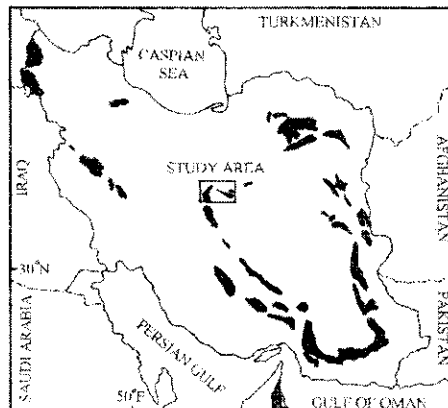 TURKMENISTAN
CASPIAN
SEA
IRAQ
AFGHANISTAN
STUDY AREA
30°N
SAUDI ARABIA
PERSIAN GULF
PAKISTAN
50°E
GULF OF OMAN